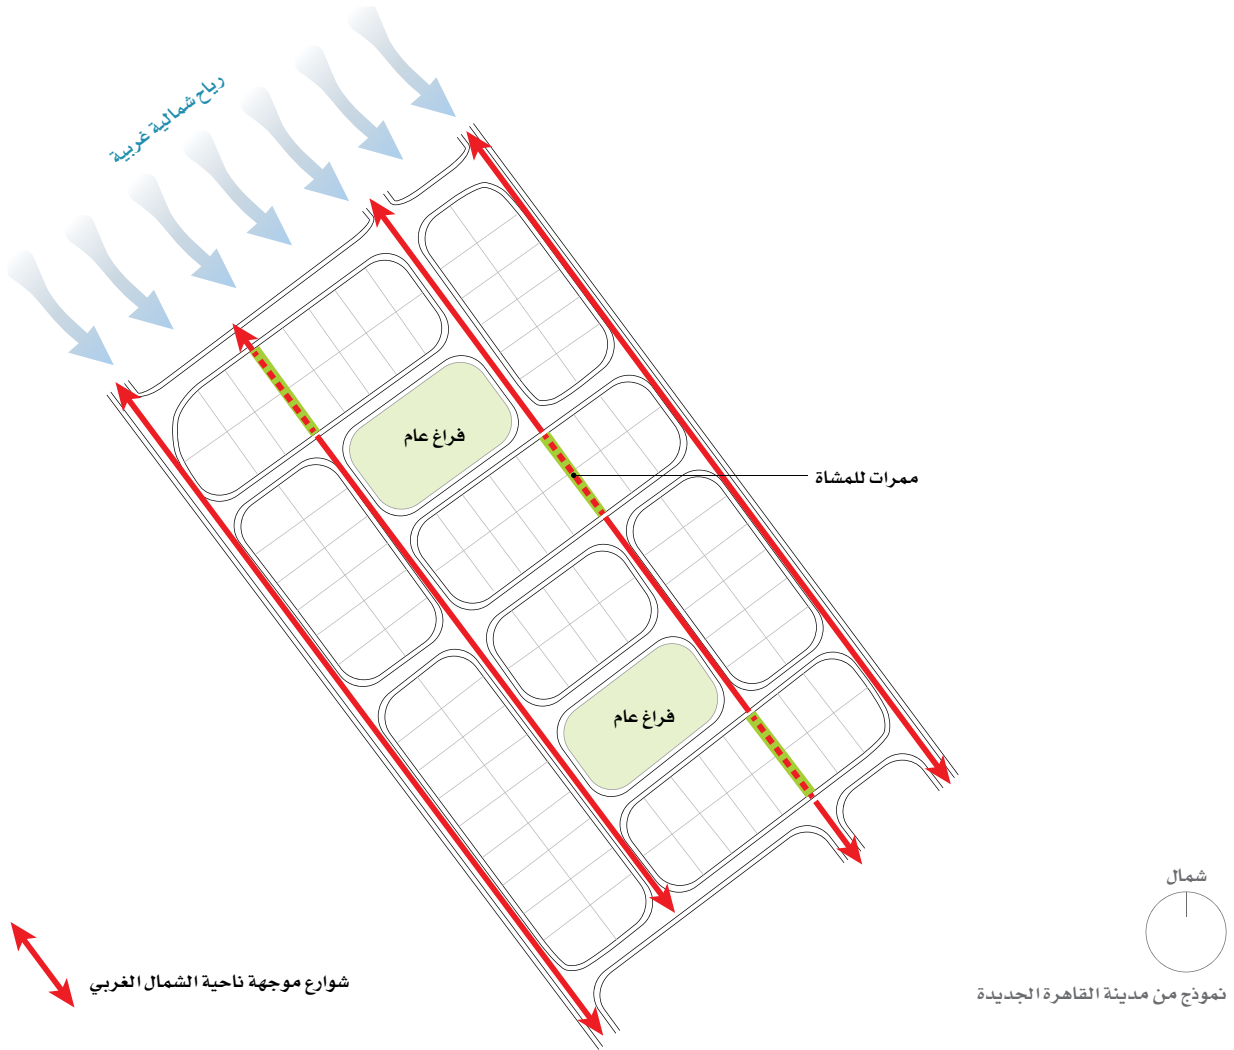 رياح شمالية غربية
فراغ عام
ممرات للمشاة
فراغ عام
شمال
شوارع موجهة ناحية الشمال الغربي
نموذج من مدينة القاهرة الجديدة